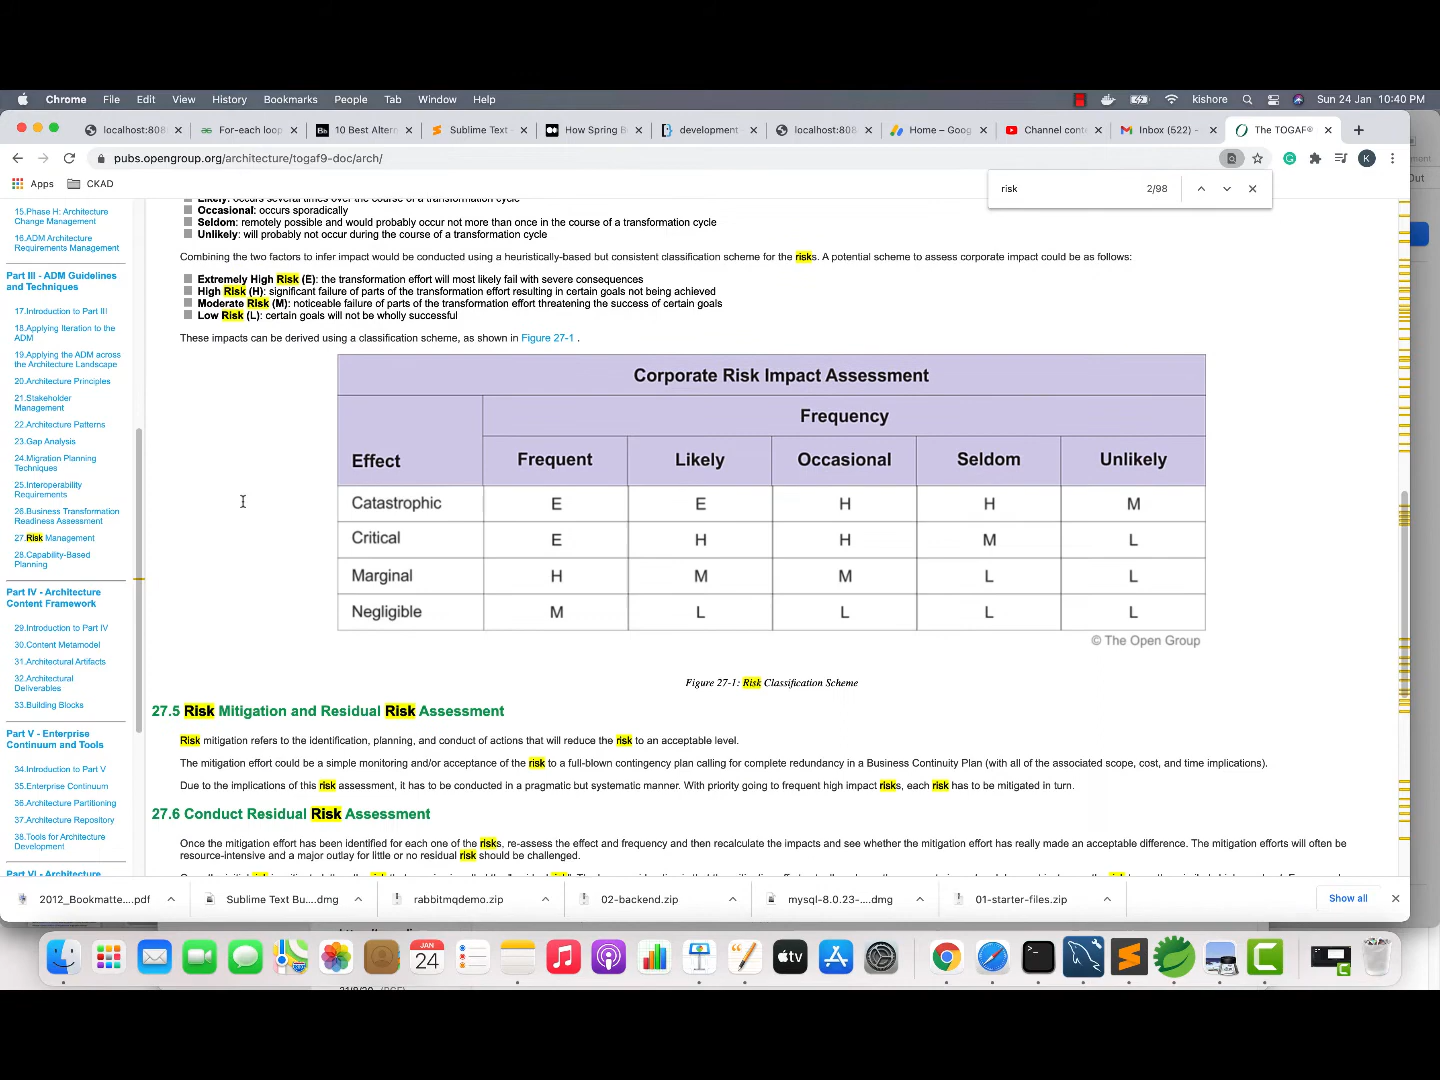 Chrome File Edit View History Bookmarks People Tab Window Help kishore Sun 24 Jan 10:40 PM
localhost:808 For-each loop 10 Best Altern Sublime Text - How Spring B development localhost:808 Home – Goog Channel cont Inbox (522) - The TOGAF®
pubs.opengroup.org/architecture/togaf9-doc/arch/
Apps CKAD
risk 2/98
15.Phase H: Architecture
Change Management
16.ADM Architecture
Requirements Management
Part III - ADM Guidelines
and Techniques
17.Introduction to Part III
18.Applying Iteration to the
ADM
19.Applying the ADM across
the Architecture Landscape
20.Architecture Principles
21.Stakeholder
Management
22.Architecture Patterns
23.Gap Analysis
24.Migration Planning
Techniques
25.Interoperability
Requirements
26.Business Transformation
Readiness Assessment
27.Risk Management
28.Capability-Based
Planning
Part IV - Architecture
Content Framework
29.Introduction to Part IV
30.Content Metamodel
31.Architectural Artifacts
32.Architectural
Deliverables
33.Building Blocks
Part V - Enterprise
Continuum and Tools
34.Introduction to Part V
35.Enterprise Continuum
36.Architecture Partitioning
37.Architecture Repository
38.Tools for Architecture
Development
Part VI - Architecture
Likely: occurs several times over the course of a transformation cycle
Occasional: occurs sporadically
Seldom: remotely possible and would probably occur not more than once in the course of a transformation cycle
Unlikely: will probably not occur during the course of a transformation cycle
Combining the two factors to infer impact would be conducted using a heuristically-based but consistent classification scheme for the risks. A potential scheme to assess corporate impact could be as follows:
Extremely High Risk (E): the transformation effort will most likely fail with severe consequences
High Risk (H): significant failure of parts of the transformation effort resulting in certain goals not being achieved
Moderate Risk (M): noticeable failure of parts of the transformation effort threatening the success of certain goals
Low Risk (L): certain goals will not be wholly successful
These impacts can be derived using a classification scheme, as shown in Figure 27-1 .
Corporate Risk Impact Assessment
Frequency
Effect Frequent Likely Occasional Seldom Unlikely
Catastrophic E E H H M
Critical E H H M L
Marginal H M M L L
Negligible M L L L L
© The Open Group
Figure 27-1: Risk Classification Scheme
27.5 Risk Mitigation and Residual Risk Assessment
Risk mitigation refers to the identification, planning, and conduct of actions that will reduce the risk to an acceptable level.
The mitigation effort could be a simple monitoring and/or acceptance of the risk to a full-blown contingency plan calling for complete redundancy in a Business Continuity Plan (with all of the associated scope, cost, and time implications).
Due to the implications of this risk assessment, it has to be conducted in a pragmatic but systematic manner. With priority going to frequent high impact risks, each risk has to be mitigated in turn.
27.6 Conduct Residual Risk Assessment
Once the mitigation effort has been identified for each one of the risks, re-assess the effect and frequency and then recalculate the impacts and see whether the mitigation effort has really made an acceptable difference. The mitigation efforts will often be
resource-intensive and a major outlay for little or no residual risk should be challenged.
2012_Bookmatte....pdf Sublime Text Bu....dmg rabbitmqdemo.zip 02-backend.zip mysql-8.0.23-....dmg 01-starter-files.zip Show all
JAN
24
tv